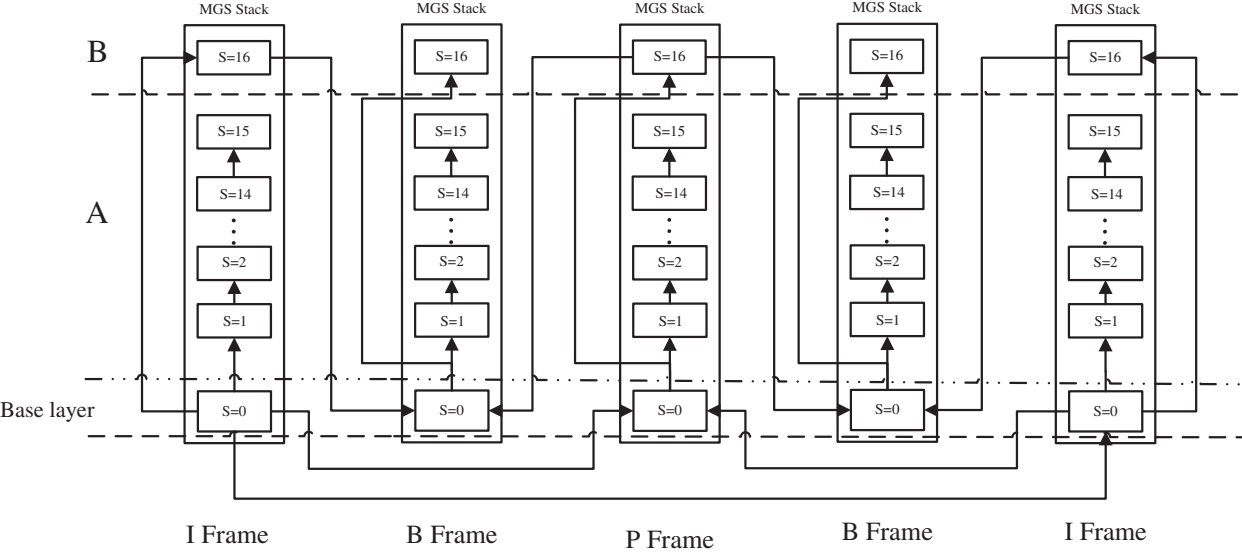 MGS Stack MGS Stack MGS Stack MGS Stack MGS Stack
B
S=16 S=16 S=16 S=16 S=16
S=15 S=15 S=15 S=15 S=15
S=14 S=14 S=14 S=14 S=14
A
S=2 S=2 S=2 S=2 S=2
S=1 S=1 S=1 S=1 S=1
Base layer S=0 S=0 S=0 S=0 S=0
I Frame B Frame P Frame B Frame I Frame